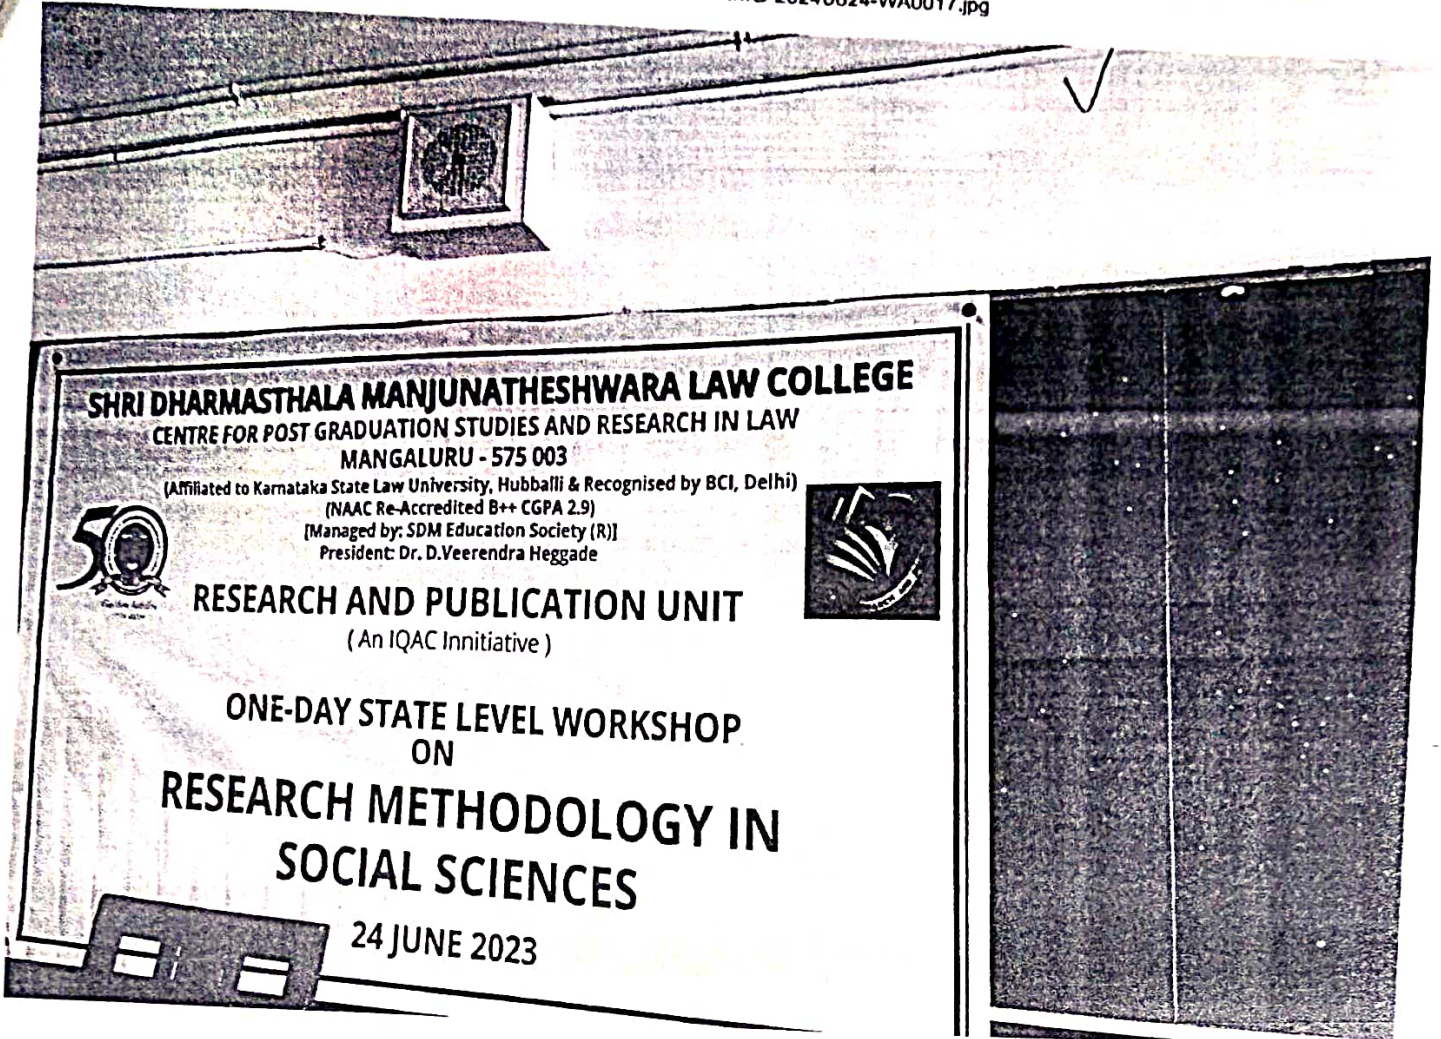 WA0017.jpg
SHRI DHARMASTHALA MANJUNATHESHWARA LAW COLLEGE
CENTRE FOR POST GRADUATION STUDIES AND RESEARCH IN LAW
MANGALURU - 575 003
(Affiliated to Karnataka State Law University, Hubballi & Recognised by BCI, Delhi)
(NAAC Re-Accredited B++ CGPA 2.9)
[Managed by: SDM Education Society (R)]
President: Dr. D.Veerendra Heggade
50
RESEARCH AND PUBLICATION UNIT
( An IQAC Innitiative )
ONE-DAY STATE LEVEL WORKSHOP
ON
RESEARCH METHODOLOGY IN
SOCIAL SCIENCES
24 JUNE 2023